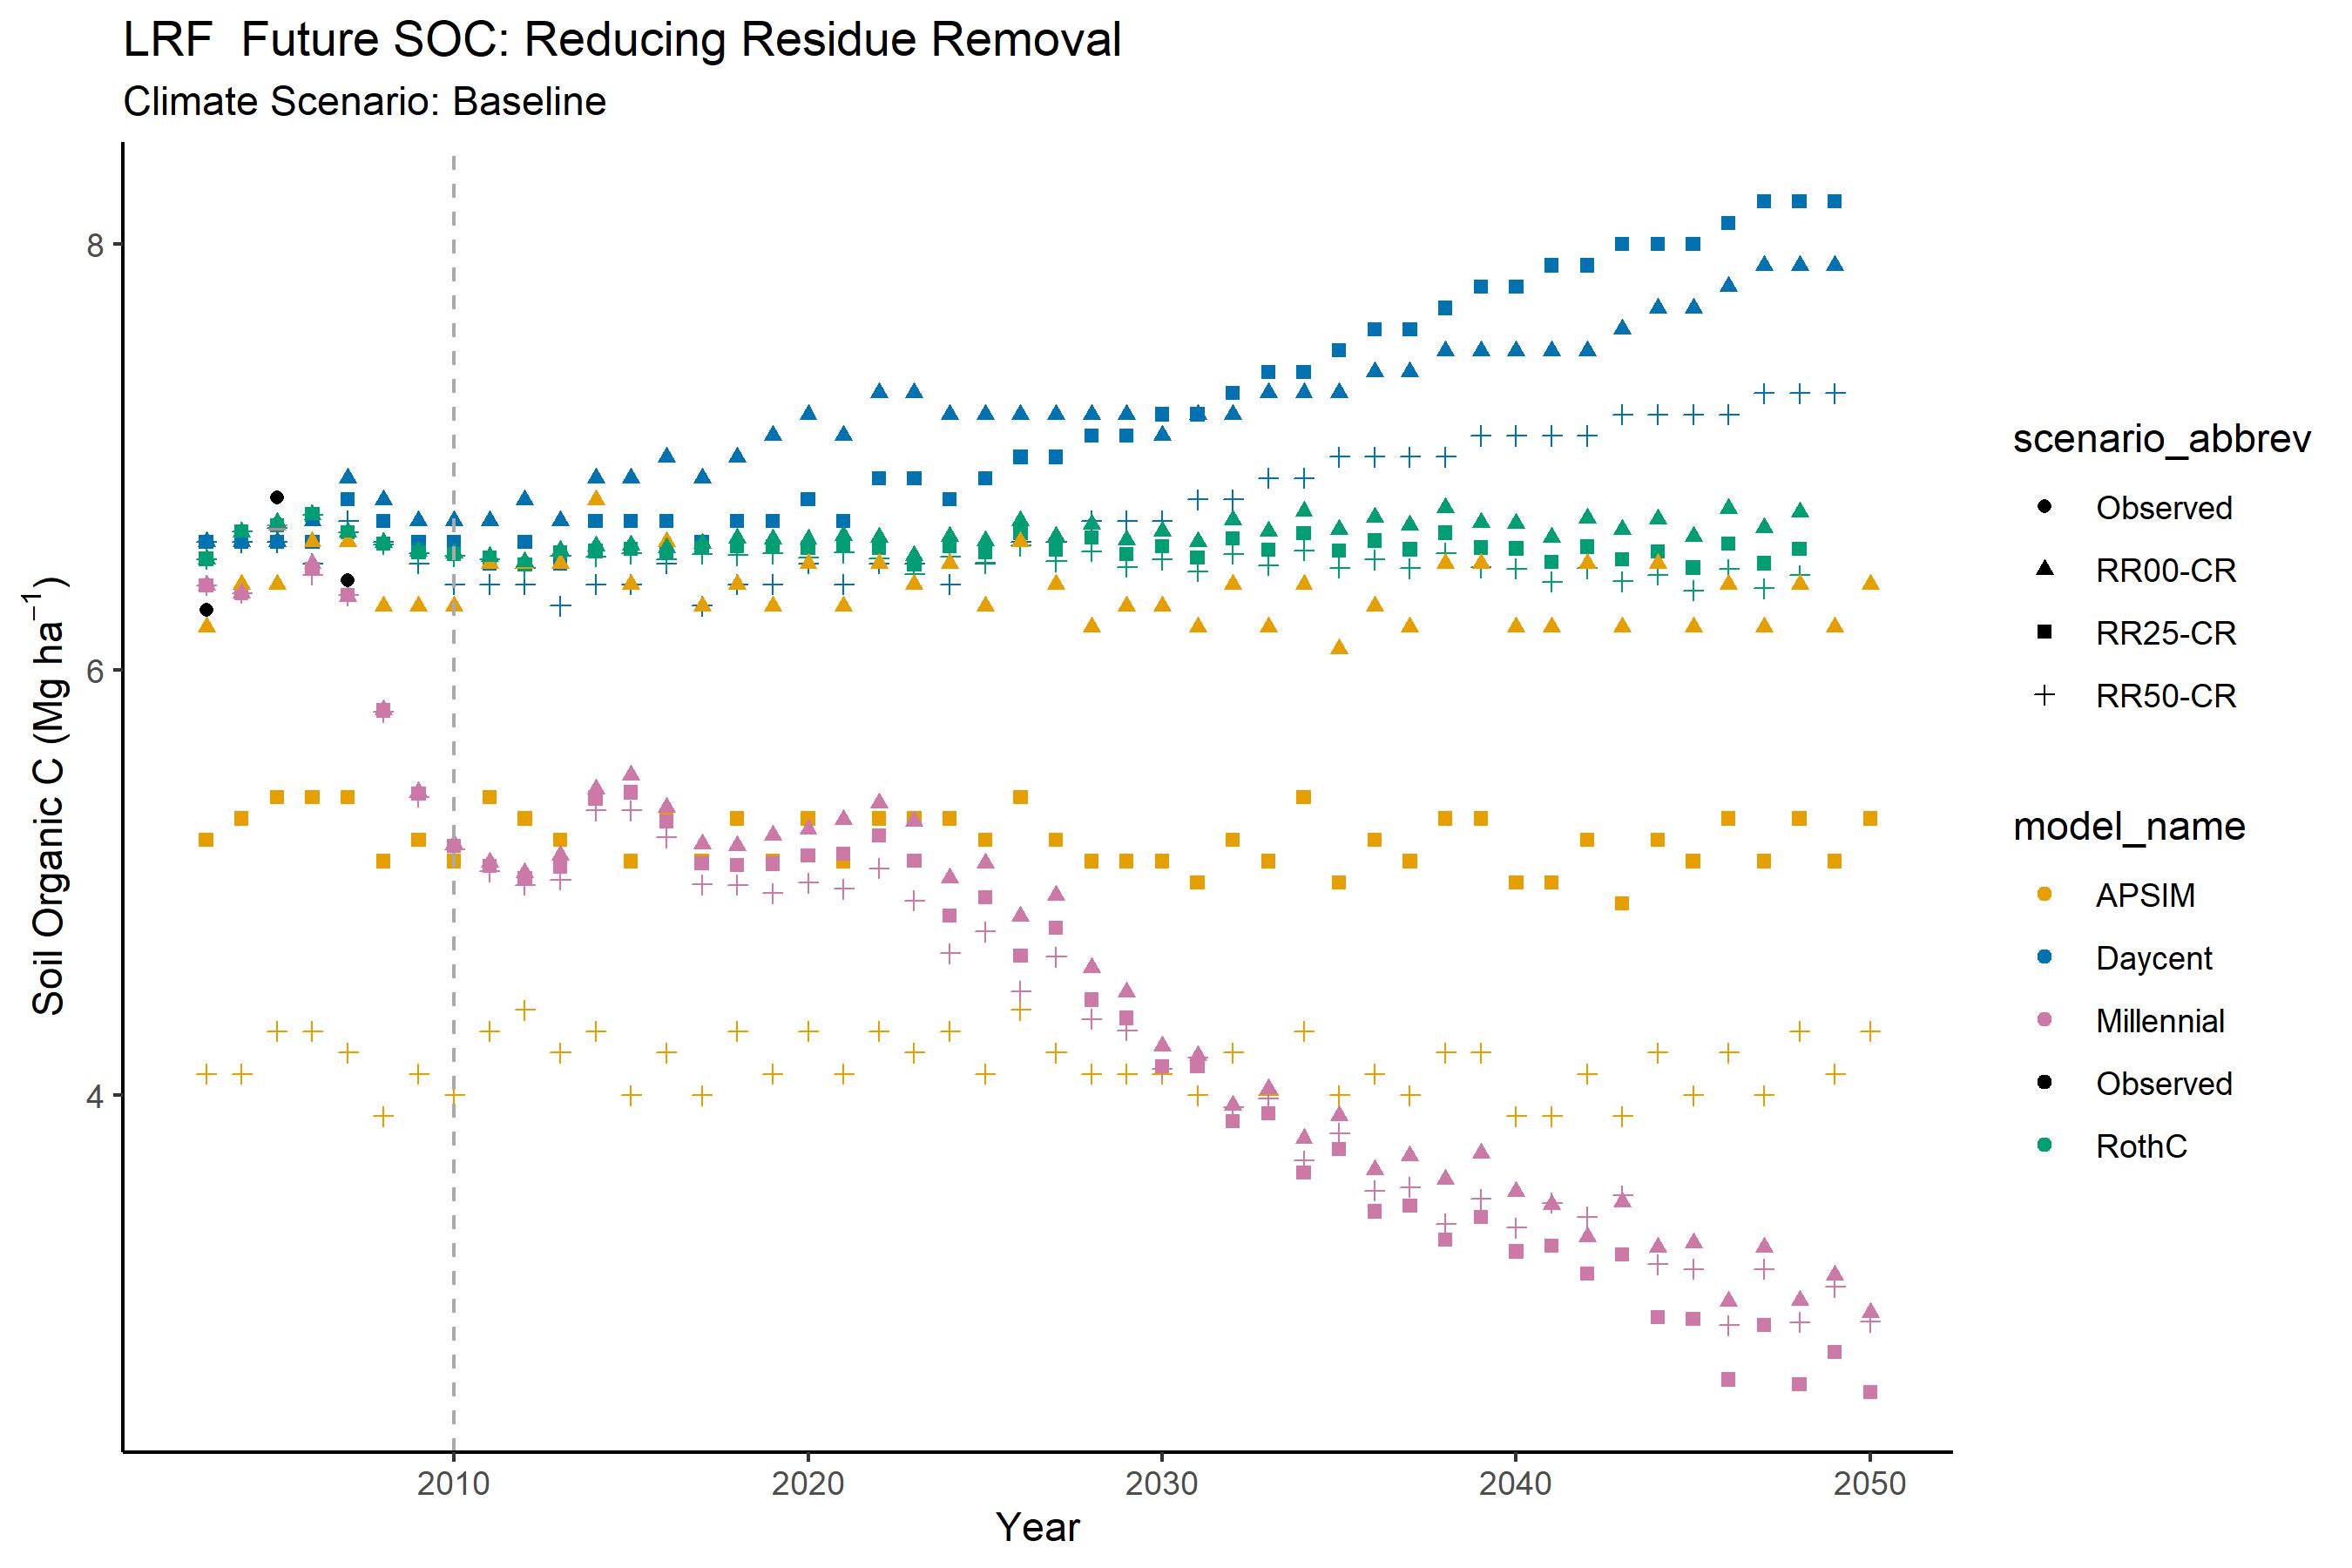 LRF  Future SOC: Reducing Residue Removal
Climate Scenario: Baseline
Soil Organic C (Mg ha⁻¹)
8
6
4
2010
2020
2030
2040
2050
Year
scenario_abbrev
Observed
RR00-CR
RR25-CR
RR50-CR
model_name
APSIM
Daycent
Millennial
Observed
RothC